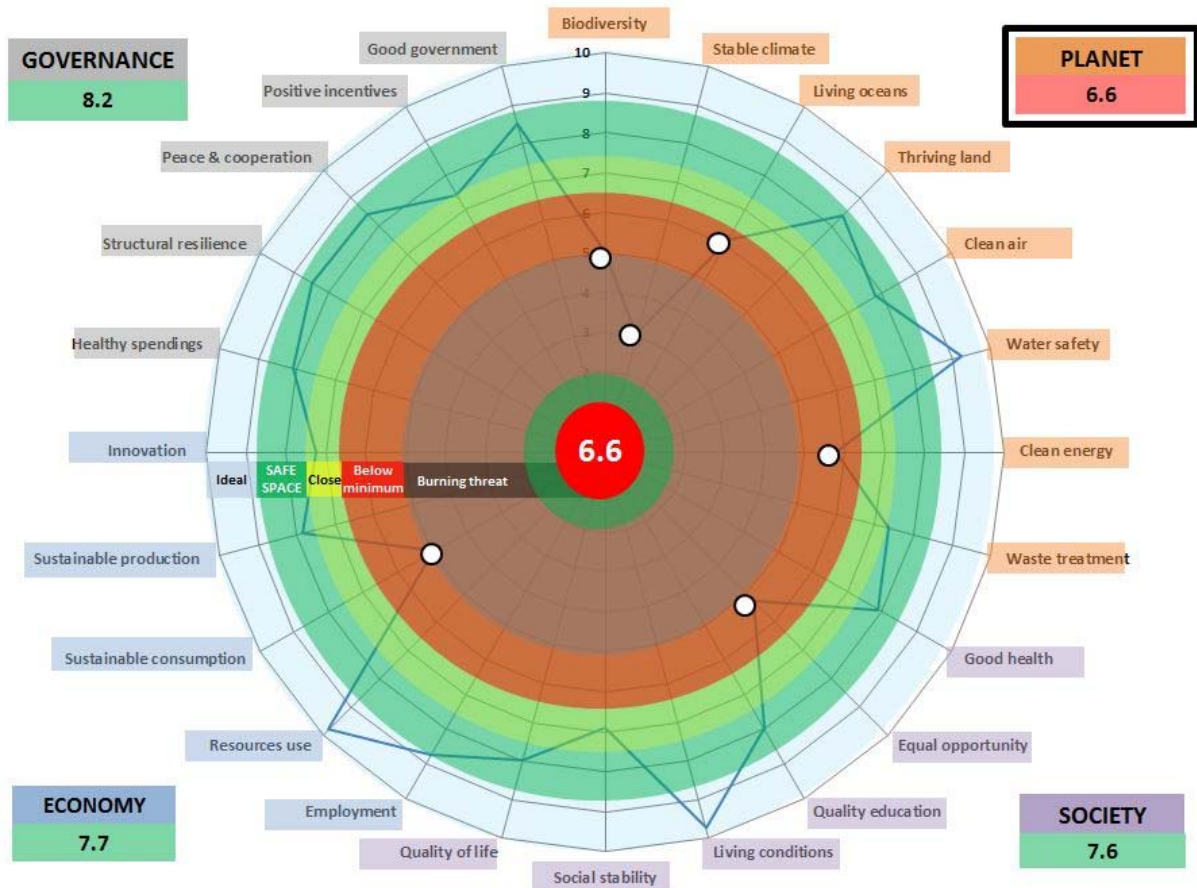 GOVERNANCE
8.2
PLANET
6.6
Biodiversity
Stable climate
Living oceans
Thriving land
Clean air
Water safety
Clean energy
Waste treatment
Good health
Equal opportunity
Quality education
Living conditions
Social stability
Quality of life
Employment
Resources use
Sustainable consumption
Sustainable production
Innovation
Healthy spendings
Structural resilience
Peace & cooperation
Positive incentives
Good government
10
9
8
7
6
5
4
3
6.6
Ideal
SAFE
SPACE
Close
Below
minimum
Burning threat
ECONOMY
7.7
SOCIETY
7.6